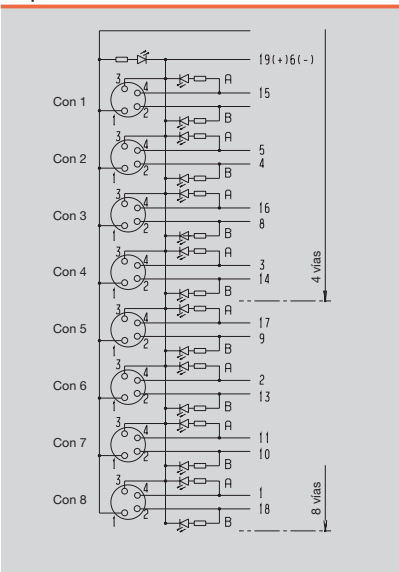 19(+)6(-)
3 4 A
15
Con 1
1 2 B
3 4 A
5
Con 2
4
1 2 B
3 4 A
16
Con 3
8
1 2 B
3 4 A
3
Con 4
14
1 2 B
4 vías
3 4 A
17
Con 5
9
1 2 B
3 4 A
2
Con 6
13
1 2 B
3 4 A
11
Con 7
10
1 2 B
3 4 A
1
Con 8
18
1 2 B
8 vías